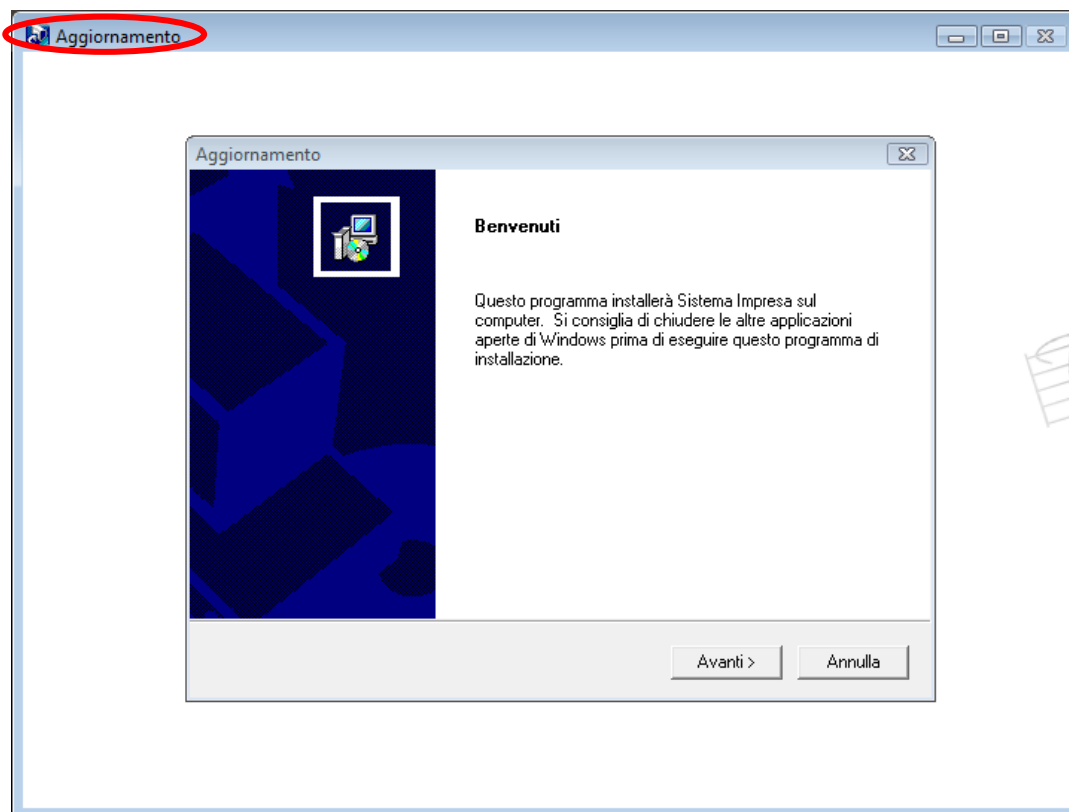 Aggiornamento
Aggiornamento
Benvenuti
Questo programma installerà Sistema Impresa sul
computer. Si consiglia di chiudere le altre applicazioni
aperte di Windows prima di eseguire questo programma di
installazione.
Avanti > Annulla